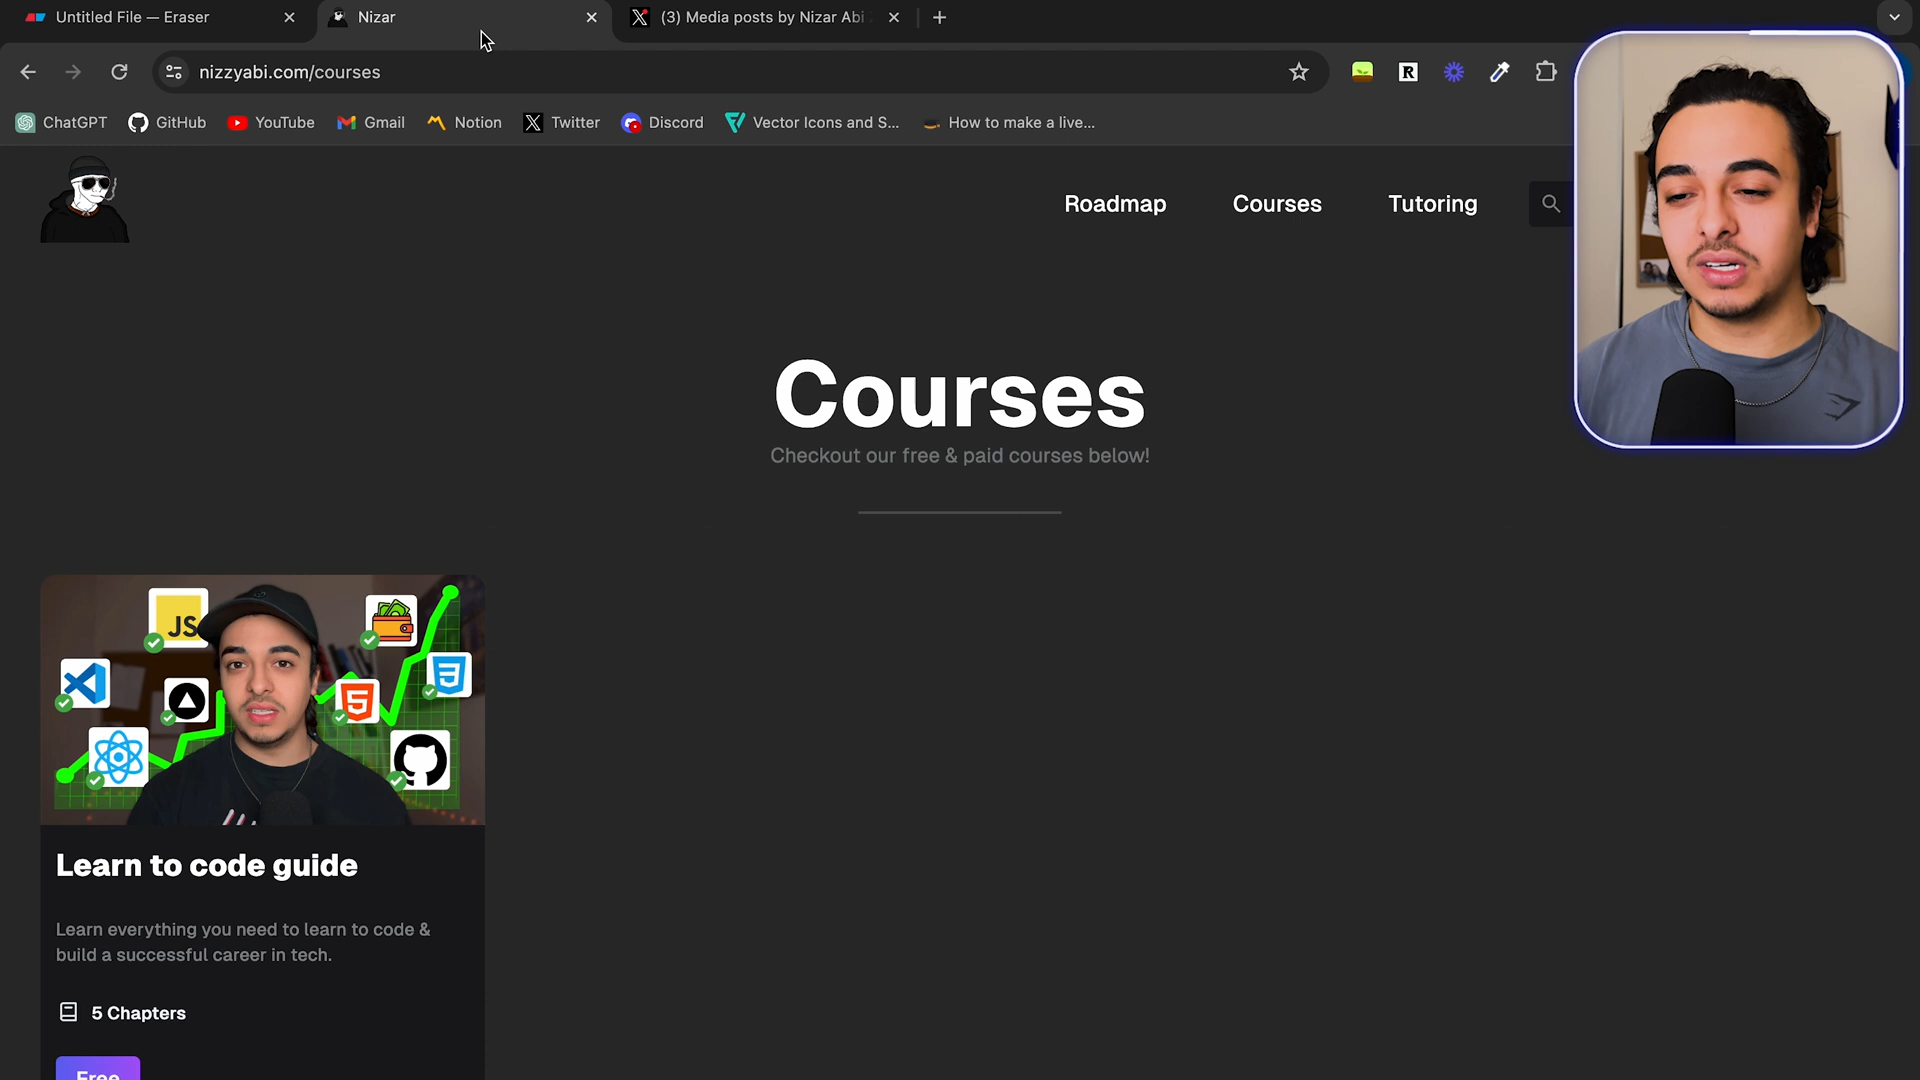 Untitled File — Eraser
Nizar
(3) Media posts by Nizar Abi
nizzyabi.com/courses
ChatGPT
GitHub
YouTube
Gmail
Notion
Twitter
Discord
Vector Icons and S...
How to make a live...
Roadmap
Courses
Tutoring
Courses
Checkout our free & paid courses below!
JS
Learn to code guide
Learn everything you need to learn to code &
build a successful career in tech.
5 Chapters
Free